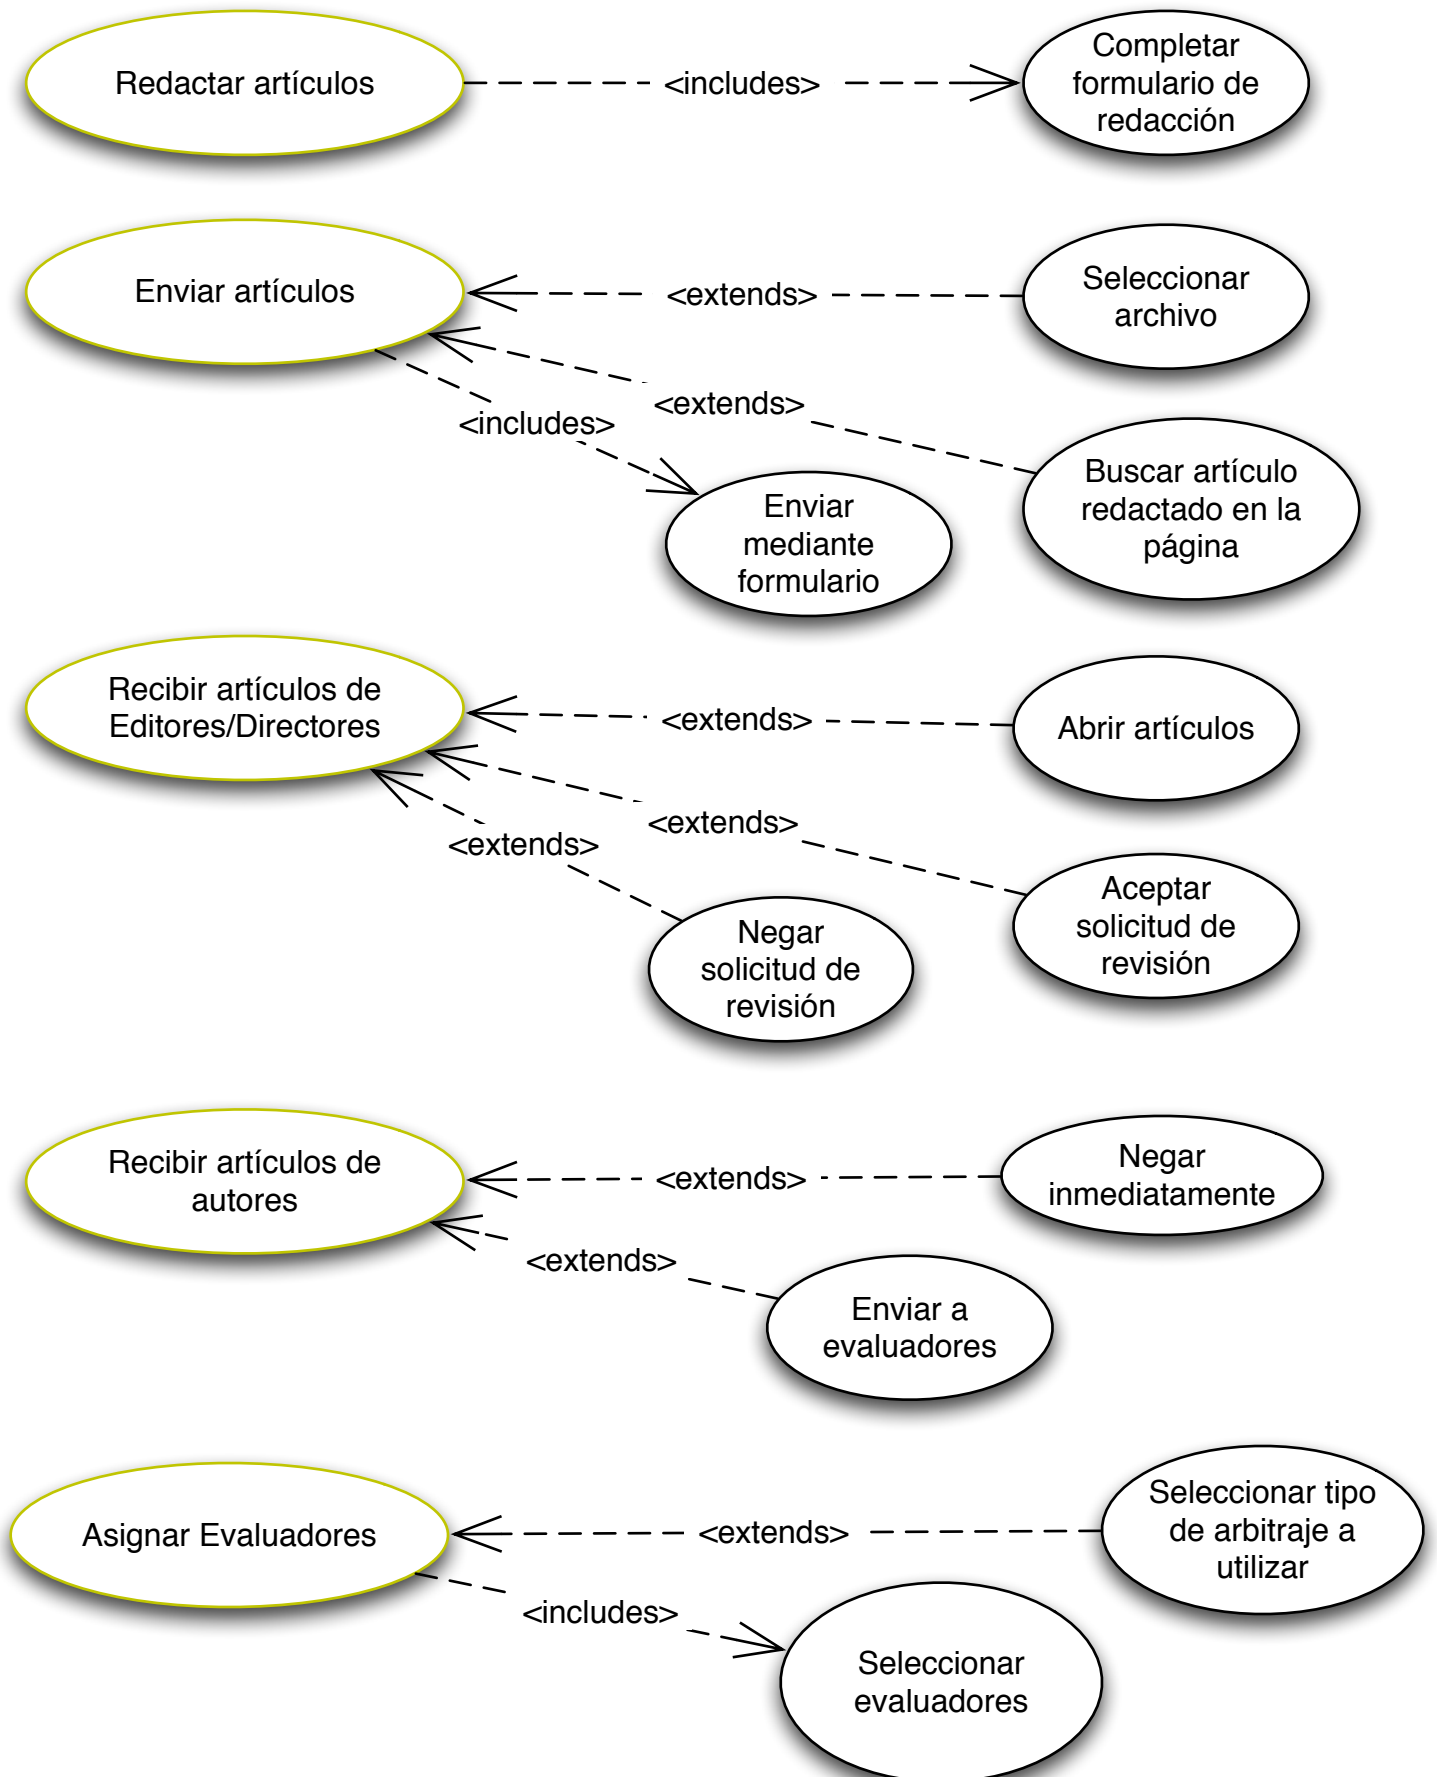 Redactar artículos
<includes>
Completar
formulario de
redacción
Enviar artículos
<extends>
Seleccionar
archivo
<extends>
<includes>
Buscar artículo
redactado en la
página
Enviar
mediante
formulario
Recibir artículos de
Editores/Directores
<extends>
Abrir artículos
<extends>
<extends>
Aceptar
solicitud de
revisión
Negar
solicitud de
revisión
Recibir artículos de
autores
<extends>
Negar
inmediatamente
<extends>
Enviar a
evaluadores
Asignar Evaluadores
<extends>
Seleccionar tipo
de arbitraje a
utilizar
<includes>
Seleccionar
evaluadores